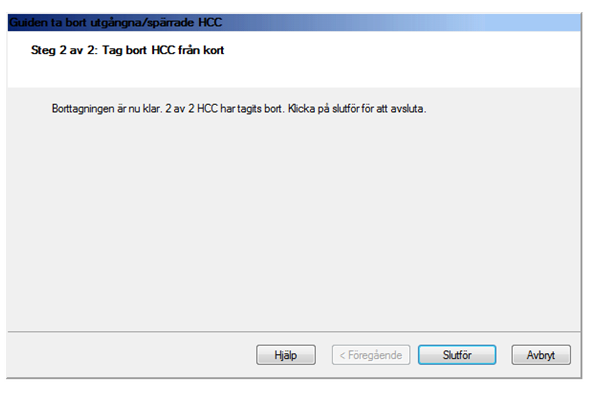 Guiden ta bort utgångna/spärrade HCC
Steg 2 av 2: Tag bort HCC från kort
Borttagningen är nu klar. 2 av 2 HCC har tagits bort. Klicka på slutför för att avsluta.
Hjälp < Föregående Slutför Avbryt